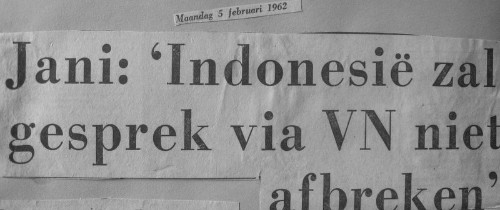 Maandag 5 februari 1962
Jani: ‘Indonesië zal
gesprek via VN niet
afbreken’